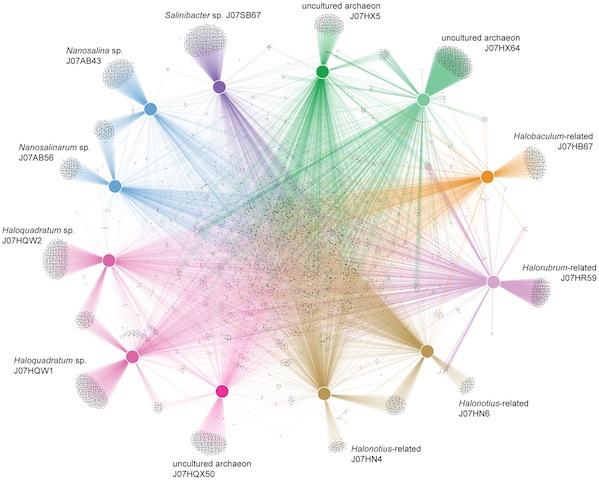 Salinibacter sp. J07SB67
uncultured archaeon
J07HX5
uncultured archaeon
J07HX64
Nanosalina sp.
J07AB43
Halobaculum-related
J07HB67
Nanosalinarum sp.
J07AB56
Haloquadratum sp.
J07HQW2
Halorubrum-related
J07HR59
Haloquadratum sp.
J07HQW1
Halonotius-related
J07HN6
uncultured archaeon
J07HQX50
Halonotius-related
J07HN4